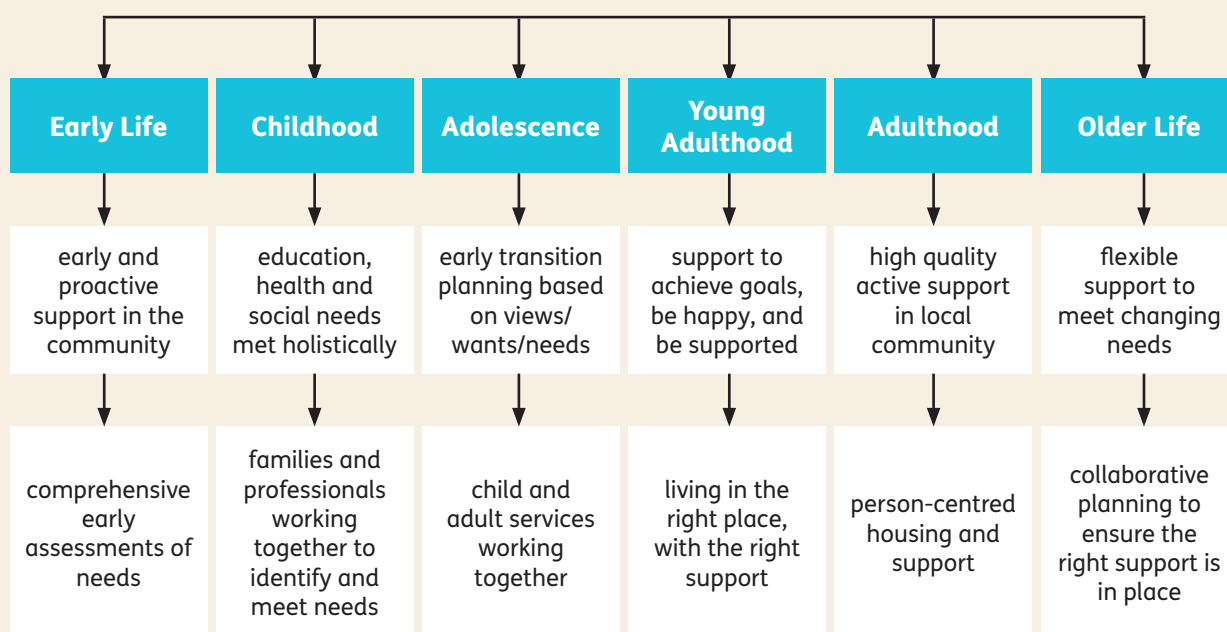 Early Life
Childhood
Adolescence
Young
Adulthood
Adulthood
Older Life
early and
proactive
support in the
community
education,
health and
social needs
met holistically
early transition
planning based
on views/
wants/needs
support to
achieve goals,
be happy, and
be supported
high quality
active support
in local
community
flexible
support to
meet changing
needs
comprehensive
early
assessments of
needs
families and
professionals
working
together to
identify and
meet needs
child and
adult services
working
together
living in the
right place,
with the right
support
person-centred
housing and
support
collaborative
planning to
ensure the
right support is
in place